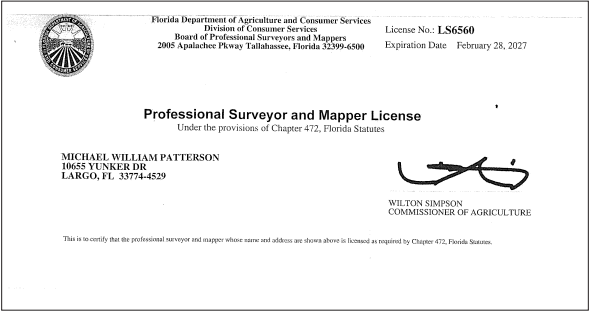 Florida Department of Agriculture and Consumer Services
Division of Consumer Services
Board of Professional Surveyors and Mappers
2005 Apalachee Pkway Tallahassee, Florida 32399-6500
License No.: LS6560
Expiration Date February 28, 2027
Professional Surveyor and Mapper License
Under the provisions of Chapter 472, Florida Statutes
MICHAEL WILLIAM PATTERSON
10655 YUNKER DR
LARGO, FL 33774-4529
WILTON SIMPSON
COMMISSIONER OF AGRICULTURE
This is to certify that the professional surveyor and mapper whose name and address are shown above is licensed as required by Chapter 472, Florida Statutes.